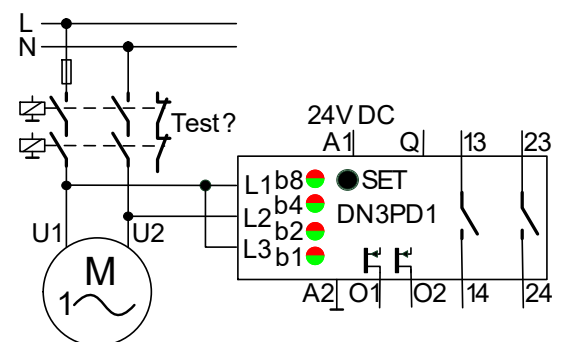 L
N
Test?
24V DC
A1 Q 13 23
L1 b8 SET
b4
L2 DN3PD1
b2
L3 b1
U1 U2
M
1
A2 O1 O2 14 24